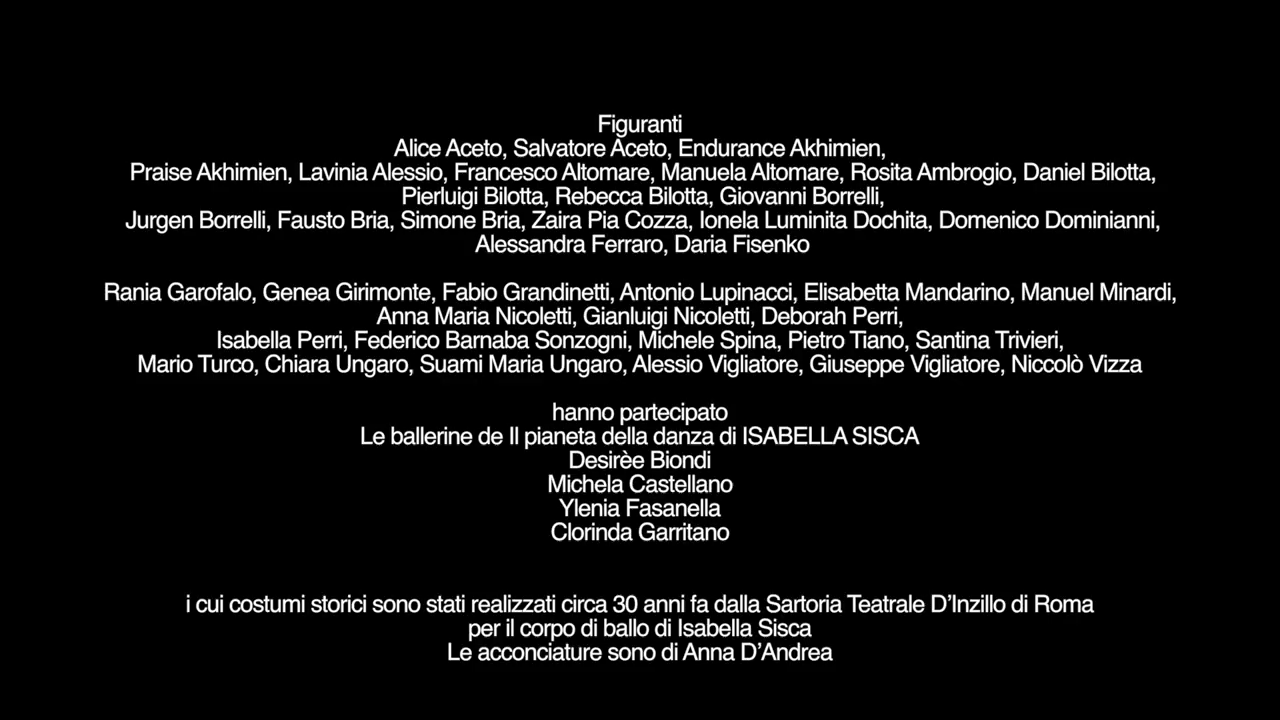 Figuranti
Alice Aceto, Salvatore Aceto, Endurance Akhimien,
Praise Akhimien, Lavinia Alessio, Francesco Altomare, Manuela Altomare, Rosita Ambrogio, Daniel Bilotta,
Pierluigi Bilotta, Rebecca Bilotta, Giovanni Borrelli,
Jurgen Borrelli, Fausto Bria, Simone Bria, Zaira Pia Cozza, Ionela Luminita Dochita, Domenico Dominianni,
Alessandra Ferraro, Daria Fisenko
Rania Garofalo, Genea Girimonte, Fabio Grandinetti, Antonio Lupinacci, Elisabetta Mandarino, Manuel Minardi,
Anna Maria Nicoletti, Gianluigi Nicoletti, Deborah Perri,
Isabella Perri, Federico Barnaba Sonzogni, Michele Spina, Pietro Tiano, Santina Trivieri,
Mario Turco, Chiara Ungaro, Suami Maria Ungaro, Alessio Vigliatore, Giuseppe Vigliatore, Niccolò Vizza
hanno partecipato
Le ballerine de Il pianeta della danza di ISABELLA SISCA
Desirèe Biondi
Michela Castellano
Ylenia Fasanella
Clorinda Garritano
i cui costumi storici sono stati realizzati circa 30 anni fa dalla Sartoria Teatrale D'Inzillo di Roma
per il corpo di ballo di Isabella Sisca
Le acconciature sono di Anna D'Andrea